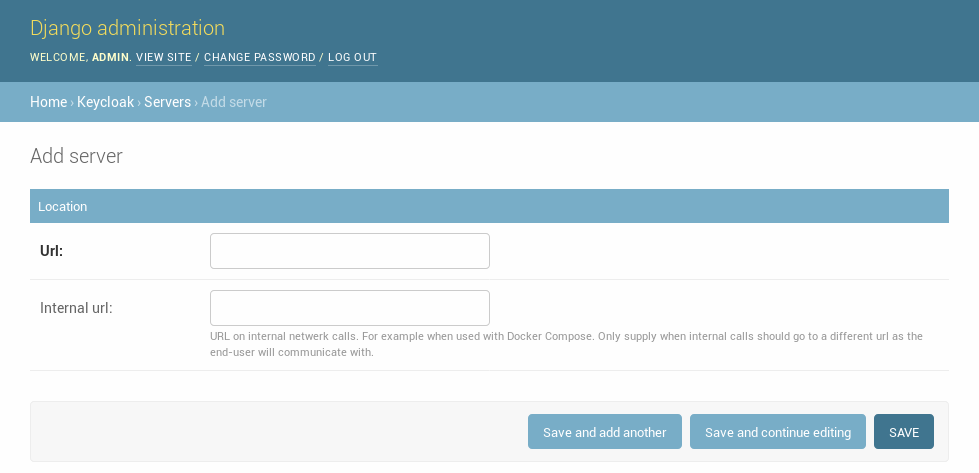 Django administration
WELCOME, ADMIN. VIEW SITE / CHANGE PASSWORD / LOG OUT
Home › Keycloak › Servers › Add server
Add server
Location
Url:
Internal url:
URL on internal netwerk calls. For example when used with Docker Compose. Only supply when internal calls should go to a different url as the
end-user will communicate with.
Save and add another
Save and continue editing
SAVE